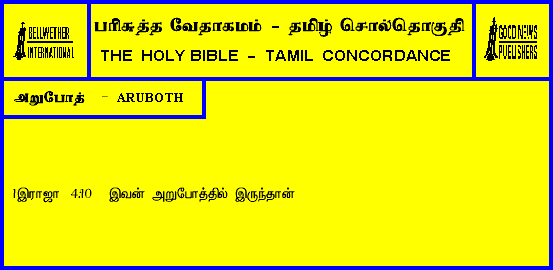 BELLWETHER
INTERNATIONAL
பரிசுத்த வேதாகமம் - தமிழ் சொல்தொகுதி
THE HOLY BIBLE - TAMIL CONCORDANCE
GOOD NEWS
PUBLISHERS
அறுபோத் - ARUBOTH
1இராஜா 4:10 இவன் அறுபோத்தில் இருந்தான்